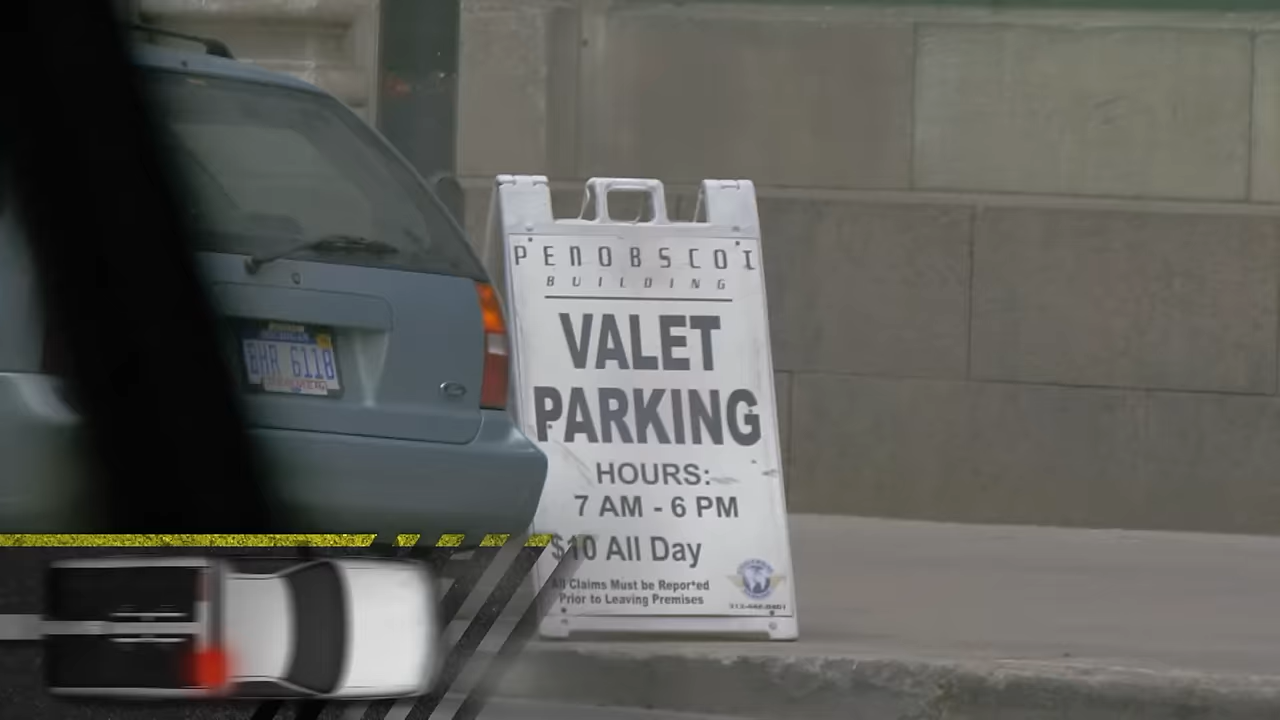 PENOBSCOT
BUILDING
VALET
PARKING
HOURS:
7 AM - 6 PM
$10 All Day
All Claims Must be Reported
Prior to Leaving Premises
BHR 6118